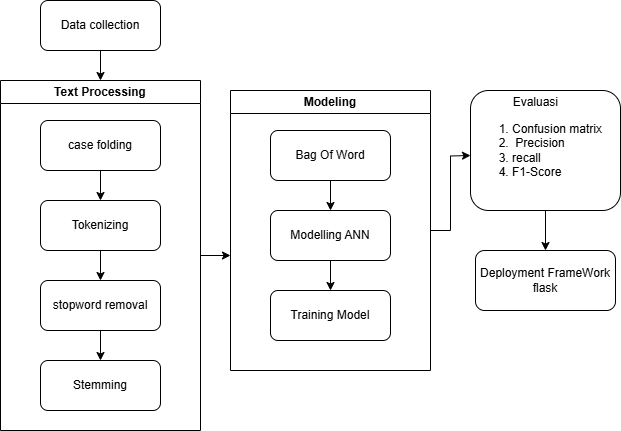 Data collection
Text Processing
case folding
Tokenizing
stopword removal
Stemming
Modeling
Bag Of Word
Modelling ANN
Training Model
Evaluasi
1. Confusion matrix
2. Precision
3. recall
4. F1-Score
Deployment FrameWork
flask